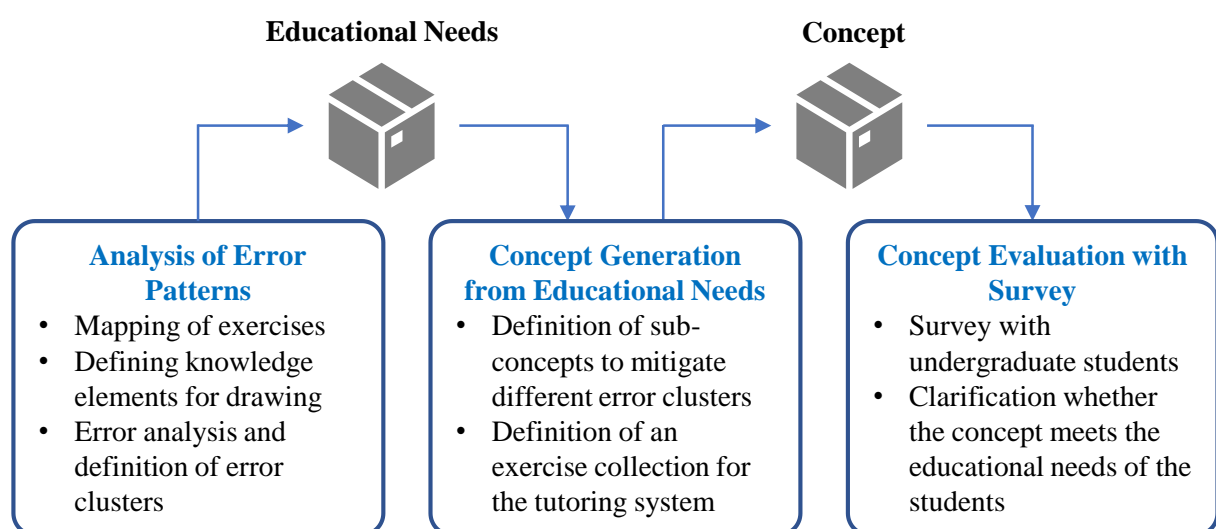 Educational Needs
Concept
Analysis of Error
Patterns
• Mapping of exercises
• Defining knowledge
elements for drawing
• Error analysis and
definition of error
clusters
Concept Generation
from Educational Needs
• Definition of sub-
concepts to mitigate
different error clusters
• Definition of an
exercise collection for
the tutoring system
Concept Evaluation with
Survey
• Survey with
undergraduate students
• Clarification whether
the concept meets the
educational needs of the
students